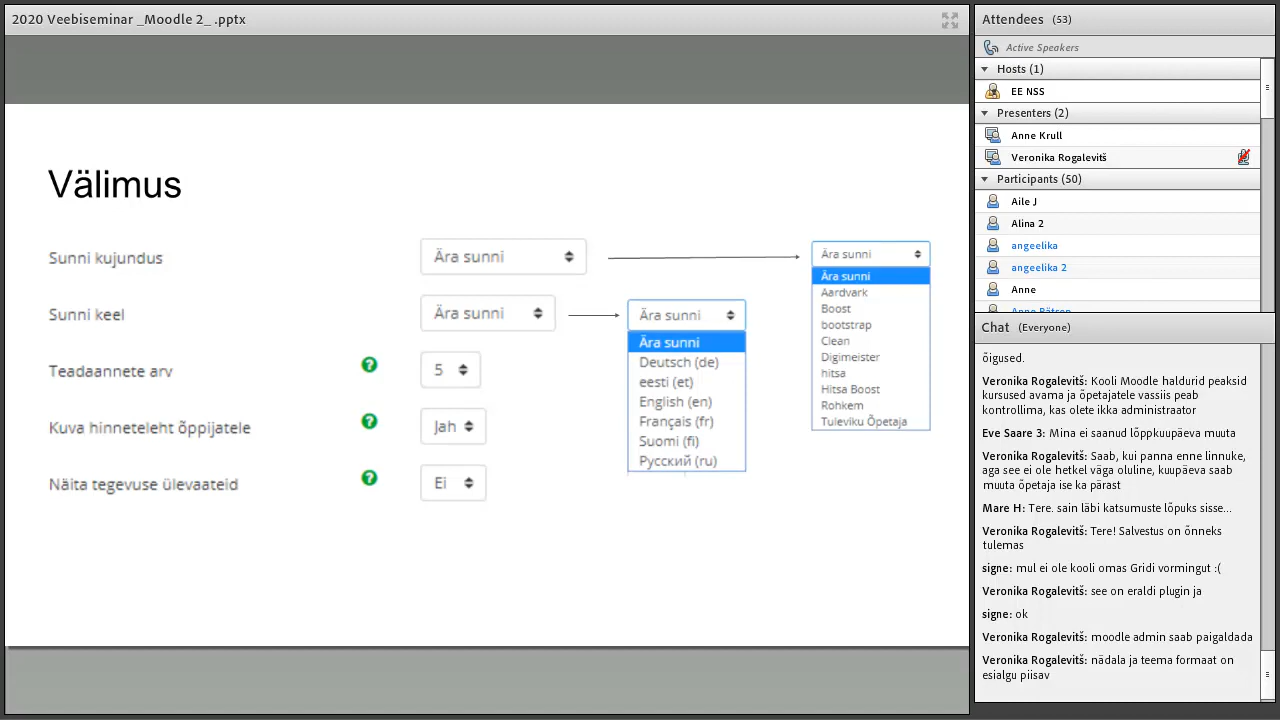 2020 Veebiseminar _Moodle 2_ .pptx
Välimus
Sunni kujundus
Ära sunni
Ära sunni
Ära sunni
Aardvark
Boost
bootstrap
Clean
Digimeister
hitsa
Hitsa Boost
Rohkem
Tuleviku Õpetaja
Sunni keel
Ära sunni
Ära sunni
Ära sunni
Deutsch (de)
eesti (et)
English (en)
Français (fr)
Suomi (fi)
Русский (ru)
Teadaannete arv
5
Kuva hinneteleht õppijatele
Jah
Näita tegevuse ülevaateid
Ei
Attendees (53)
Active Speakers
Hosts (1)
EE NSS
Presenters (2)
Anne Krull
Veronika Rogalevitš
Participants (50)
Aile J
Alina 2
angeelika
angeelika 2
Anne
Chat (Everyone)
õigused.
Veronika Rogalevitš: Kooli Moodle haldurid peaksid
kursused avama ja õpetajatele vassiis peab
kontrollima, kas olete ikka administraator
Eve Saare 3: Mina ei saanud lõppkuupäeva muuta
Veronika Rogalevitš: Saab, kui panna enne linnuke,
aga see ei ole hetkel väga oluline, kuupäeva saab
muuta õpetaja ise ka pärast
Mare H: Tere. sain läbi katsumuste lõpuks sisse...
Veronika Rogalevitš: Tere! Salvestus on õnneks
tulemas
signe: mul ei ole kooli omas Gridi vormingut :(
Veronika Rogalevitš: see on eraldi plugin ja
signe: ok
Veronika Rogalevitš: moodle admin saab paigaldada
Veronika Rogalevitš: nädala ja teema formaat on
esialgu piisav